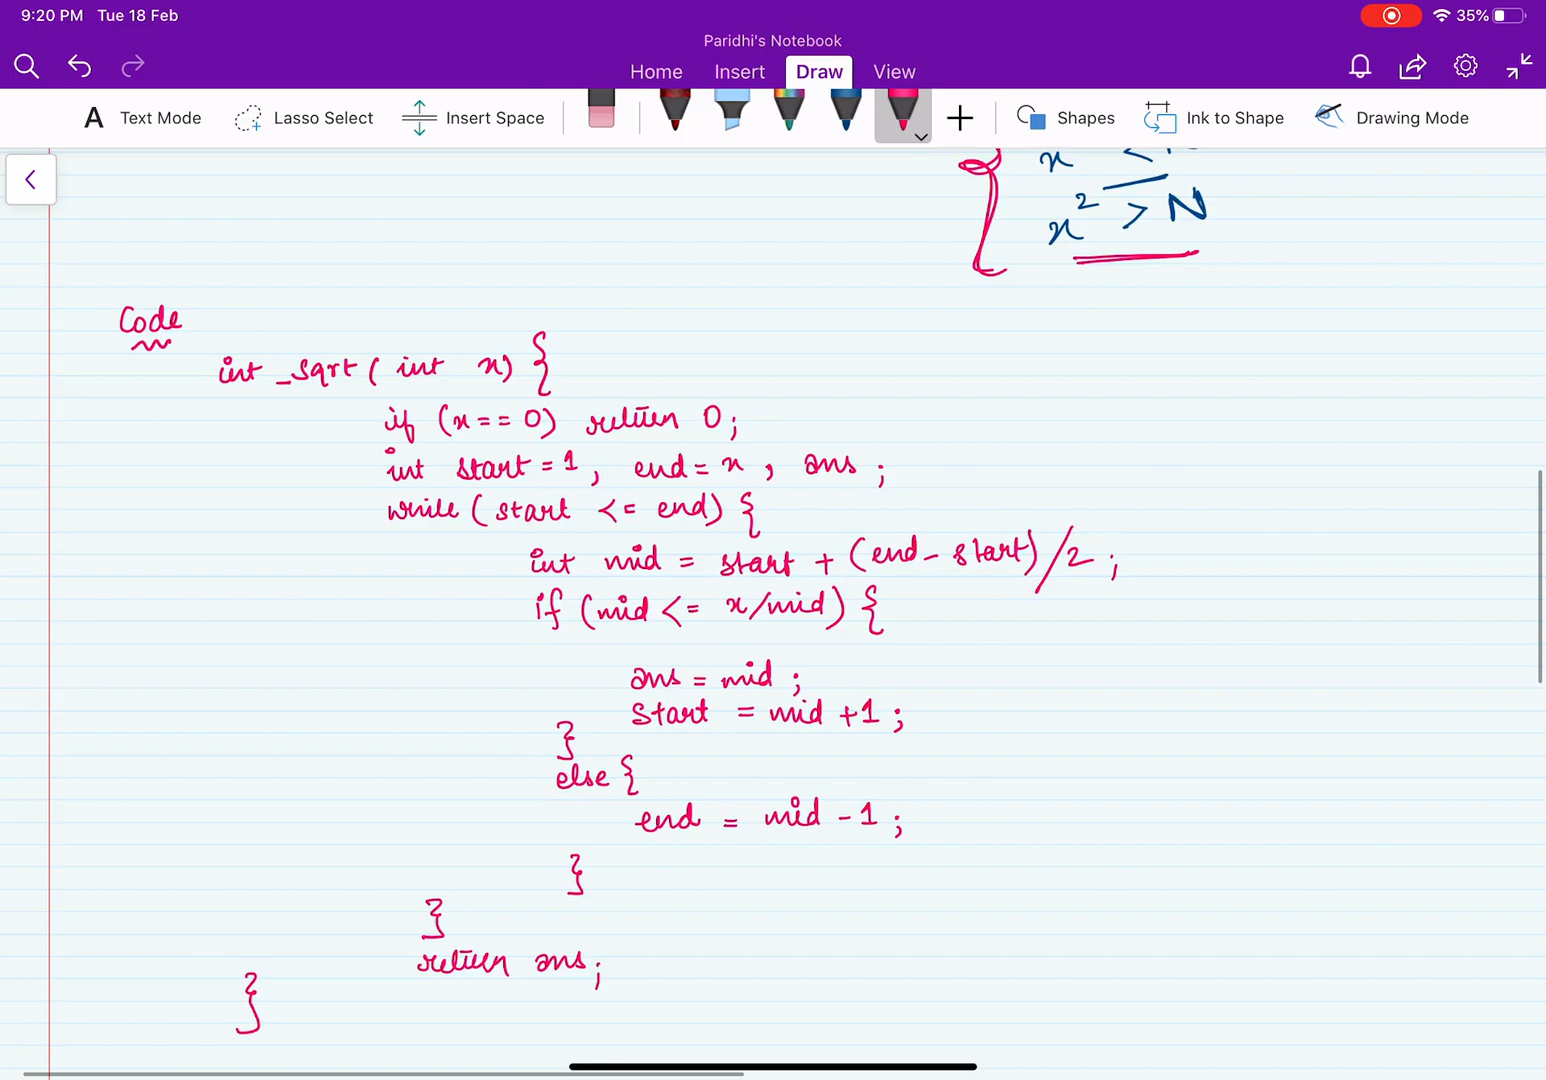 9:20 PM Tue 18 Feb
35%
Paridhi's Notebook
Home Insert Draw View
A Text Mode Lasso Select Insert Space Shapes Ink to Shape Drawing Mode
x <
x² > N
Code
int _sqrt( int x) {
if (x == 0) return 0;
int start = 1, end = x, ans;
while ( start <= end) {
int mid = start + (end - start)/2;
if (mid <= x/mid) {
ans = mid;
start = mid +1;
}
else {
end = mid - 1;
}
}
return ans;
}